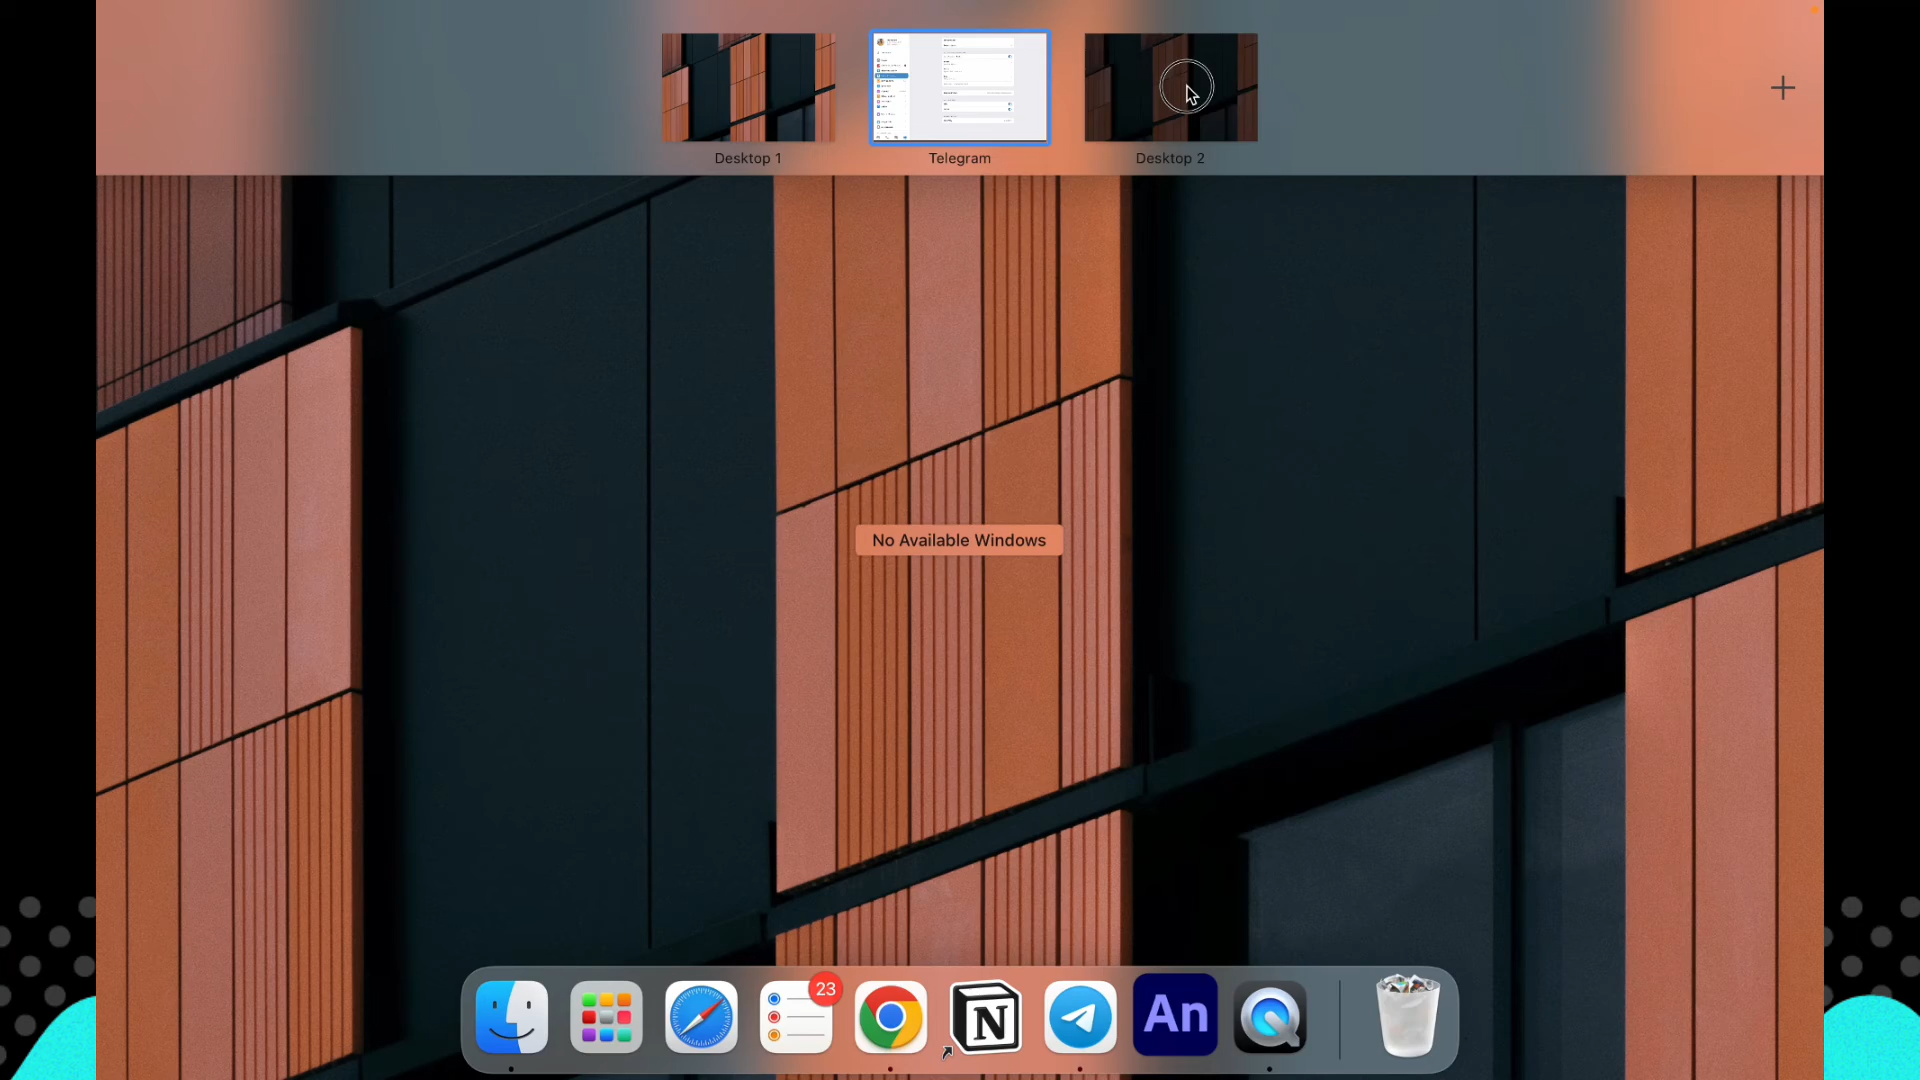 Desktop 1
Telegram
Desktop 2
No Available Windows
23
N
An